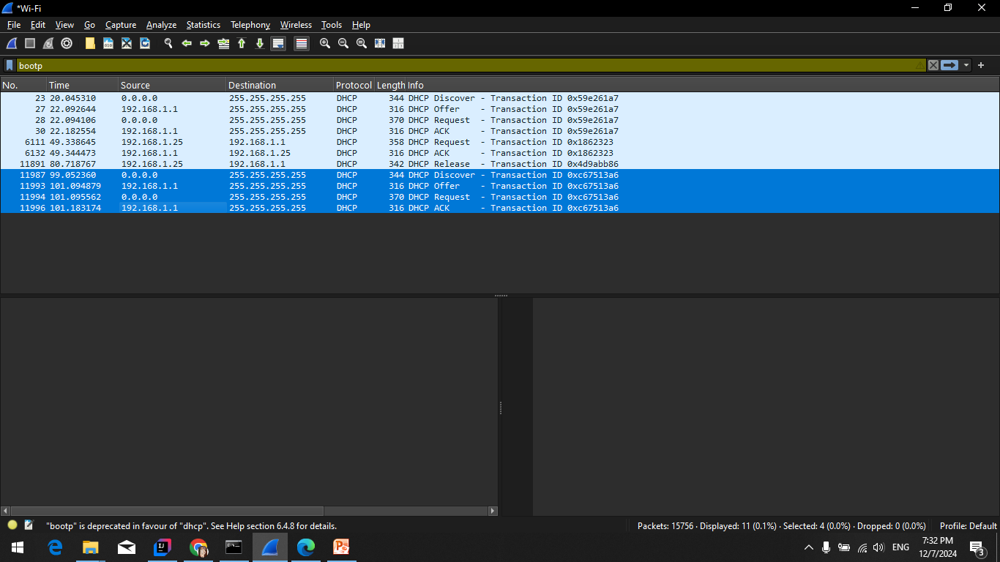 *Wi-Fi
File Edit View Go Capture Analyze Statistics Telephony Wireless Tools Help
bootp
No. Time Source Destination Protocol Length Info
23 20.045310 0.0.0.0 255.255.255.255 DHCP 344 DHCP Discover - Transaction ID 0x59e261a7
27 22.092644 192.168.1.1 255.255.255.255 DHCP 316 DHCP Offer - Transaction ID 0x59e261a7
28 22.094106 0.0.0.0 255.255.255.255 DHCP 370 DHCP Request - Transaction ID 0x59e261a7
30 22.182554 192.168.1.1 255.255.255.255 DHCP 316 DHCP ACK - Transaction ID 0x59e261a7
6111 49.338645 192.168.1.25 192.168.1.1 DHCP 358 DHCP Request - Transaction ID 0x1862323
6132 49.344473 192.168.1.1 192.168.1.25 DHCP 316 DHCP ACK - Transaction ID 0x1862323
11891 80.718767 192.168.1.25 192.168.1.1 DHCP 342 DHCP Release - Transaction ID 0x4d9abb86
11987 99.052360 0.0.0.0 255.255.255.255 DHCP 344 DHCP Discover - Transaction ID 0xc67513a6
11993 101.094879 192.168.1.1 255.255.255.255 DHCP 316 DHCP Offer - Transaction ID 0xc67513a6
11994 101.095562 0.0.0.0 255.255.255.255 DHCP 370 DHCP Request - Transaction ID 0xc67513a6
11996 101.183174 192.168.1.1 255.255.255.255 DHCP 316 DHCP ACK - Transaction ID 0xc67513a6
"bootp" is deprecated in favour of "dhcp". See Help section 6.4.8 for details. Packets: 15756 · Displayed: 11 (0.1%) · Selected: 4 (0.0%) · Dropped: 0 (0.0%) Profile: Default
ENG
7:32 PM
12/7/2024
3